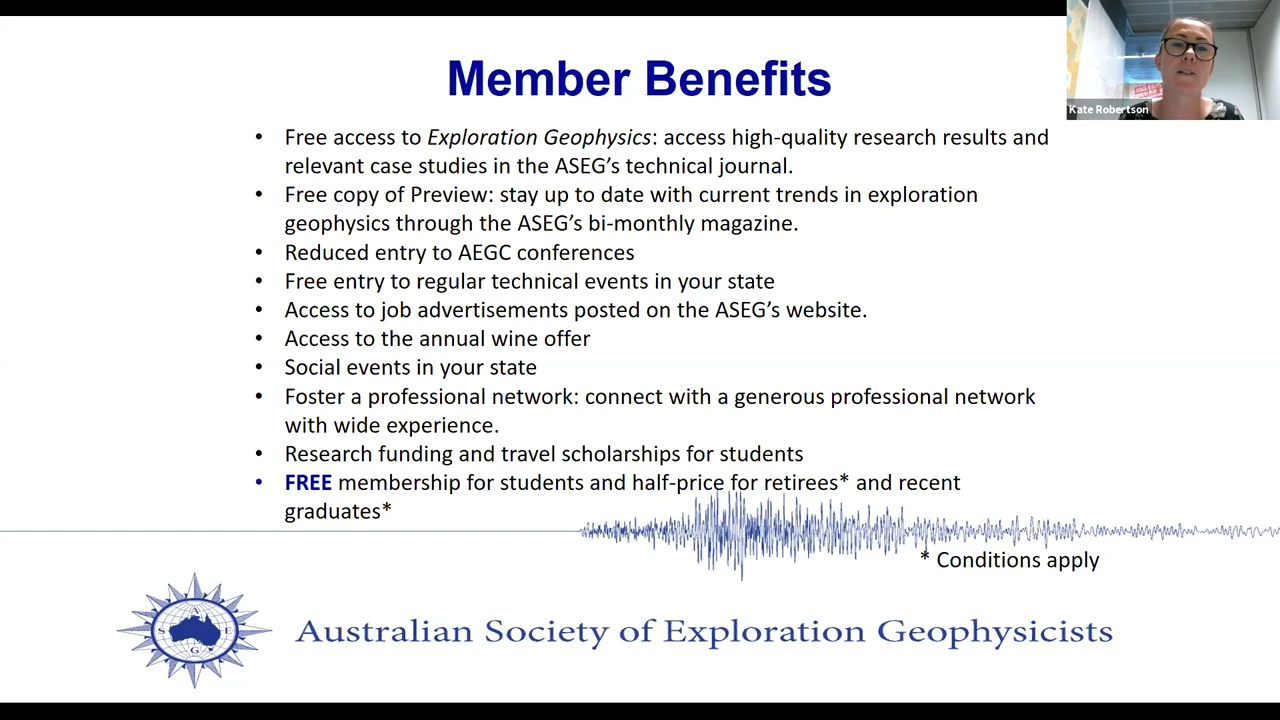 Member Benefits
Kate Robertson
• Free access to Exploration Geophysics: access high-quality research results and
relevant case studies in the ASEG’s technical journal.
• Free copy of Preview: stay up to date with current trends in exploration
geophysics through the ASEG’s bi-monthly magazine.
• Reduced entry to AEGC conferences
• Free entry to regular technical events in your state
• Access to job advertisements posted on the ASEG’s website.
• Access to the annual wine offer
• Social events in your state
• Foster a professional network: connect with a generous professional network
with wide experience.
• Research funding and travel scholarships for students
• FREE membership for students and half-price for retirees* and recent
graduates*
* Conditions apply
A
S E
G
Australian Society of Exploration Geophysicists